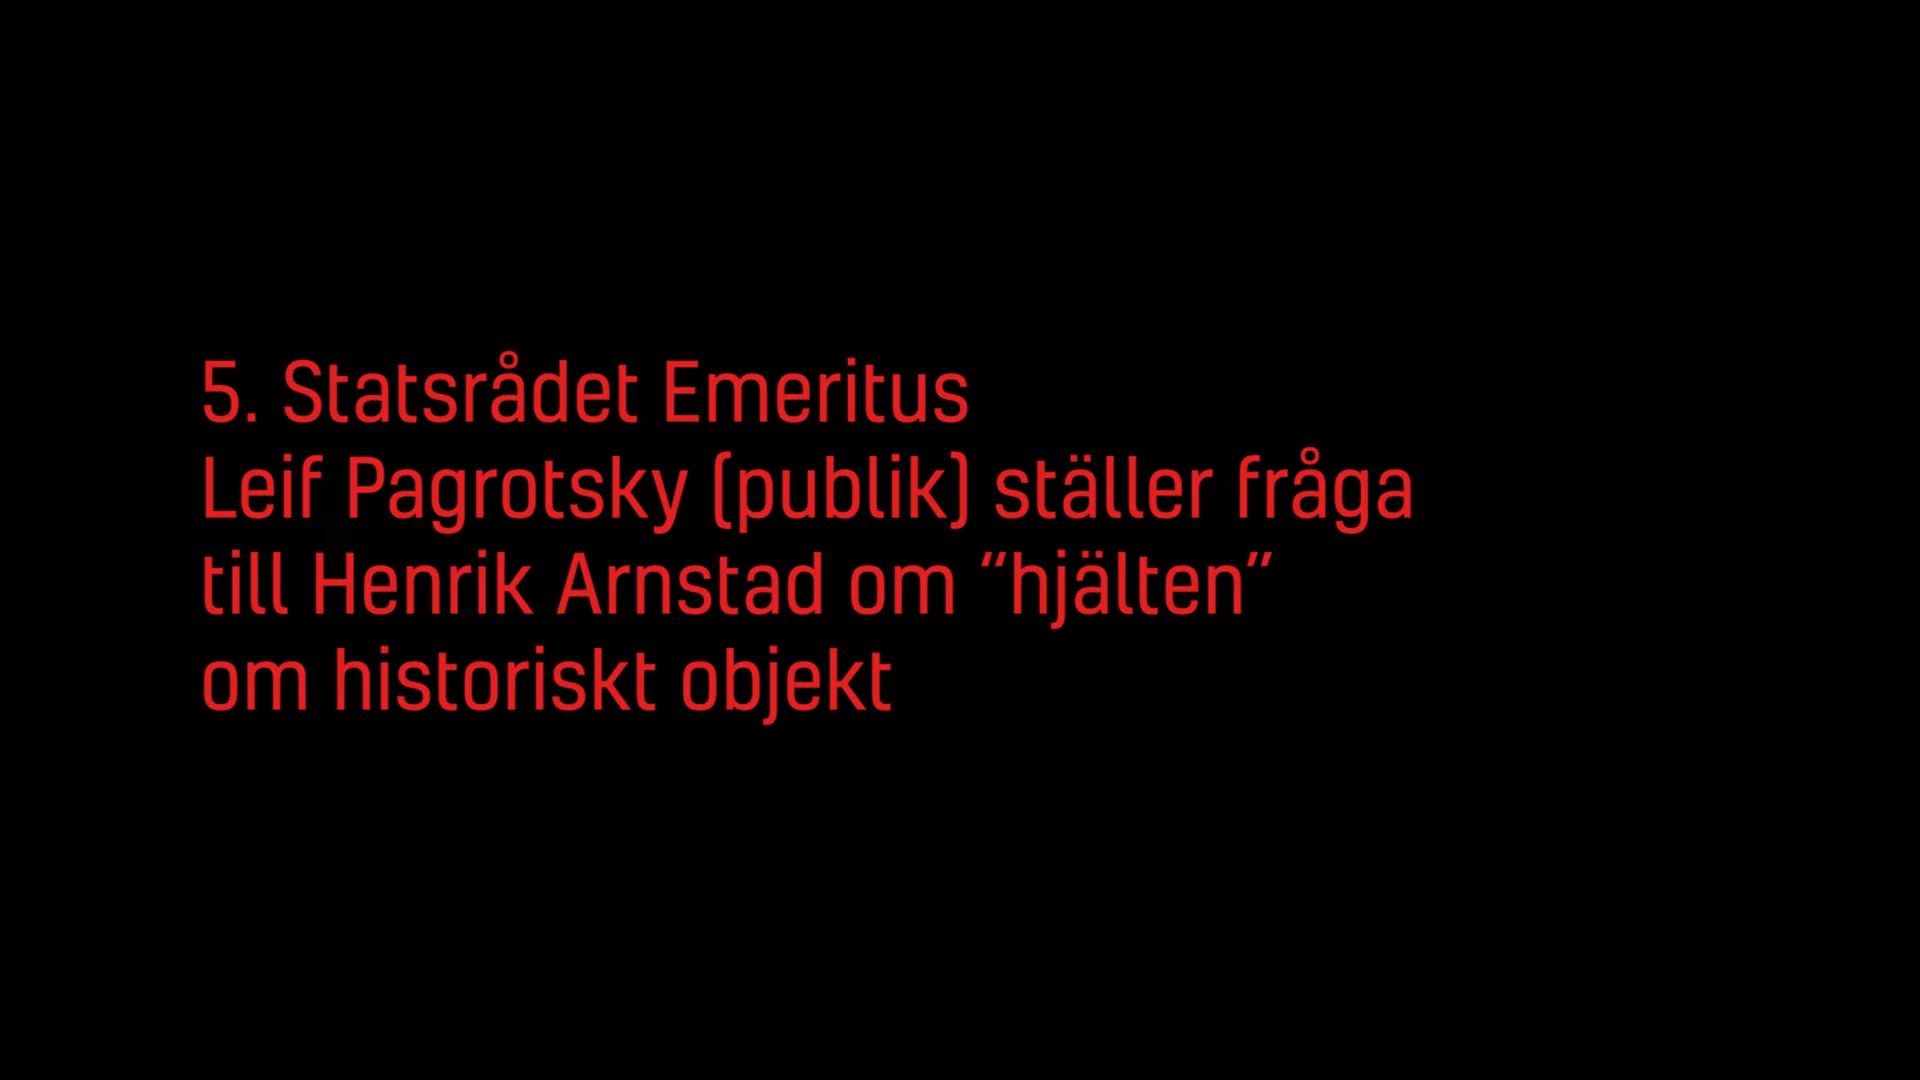 5. Statsrådet Emeritus
Leif Pagrotsky (publik) ställer fråga
till Henrik Arnstad om ”hjälten”
om historiskt objekt